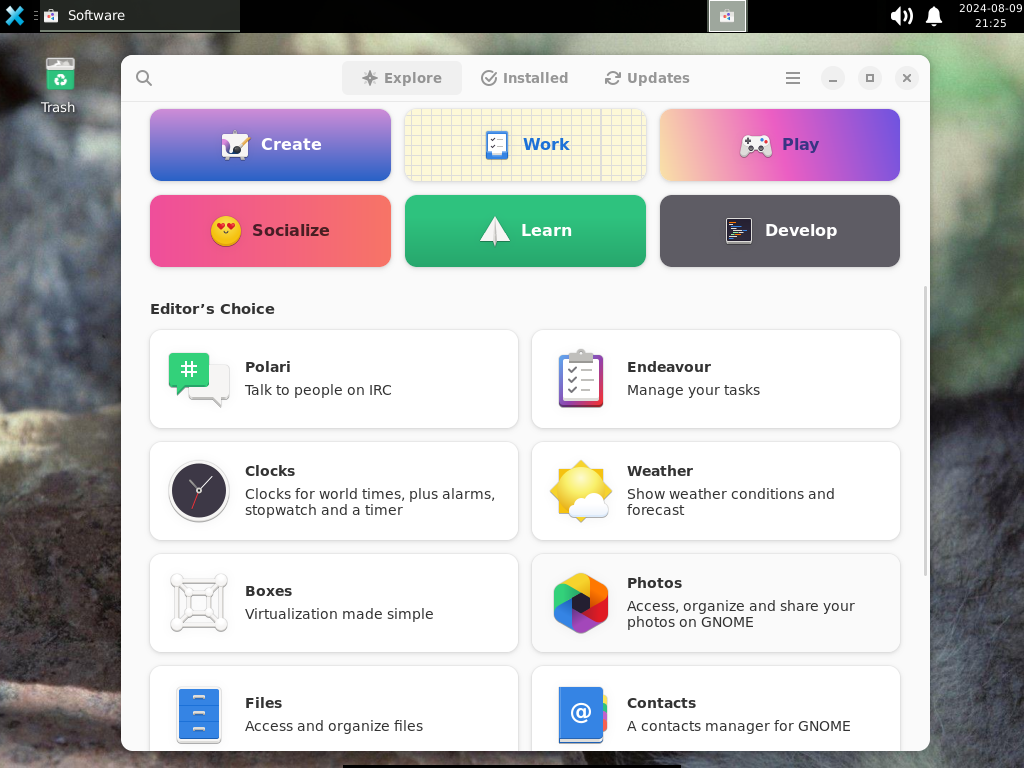 Software
2024-08-09
21:25
Trash
Explore
Installed
Updates
Create
Work
Play
Socialize
Learn
Develop
Editor’s Choice
Polari
Talk to people on IRC
Endeavour
Manage your tasks
Clocks
Clocks for world times, plus alarms,
stopwatch and a timer
Weather
Show weather conditions and
forecast
Boxes
Virtualization made simple
Photos
Access, organize and share your
photos on GNOME
Files
Access and organize files
Contacts
A contacts manager for GNOME